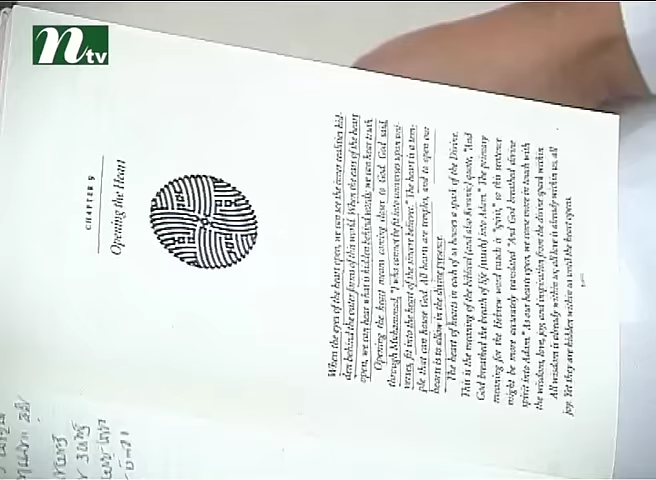 ntv
CHAPTER 5
Opening the Heart
When the eyes of the heart open, we can see the inner realities hid-
den behind the outer forms of this world. When the ears of the heart
open, we can hear what is hidden behind words; we can hear truth.
Opening the heart means coming closer to God. God said,
through Muhammad, "I who cannot be fit into universes upon uni-
verses, fit into the heart of the sincere believer." The heart is a tem-
ple that can house God. All hearts are temples, and to open our
hearts is to allow in the divine presence.
The heart of hearts in each of us houses a spark of the Divine.
This is the meaning of the biblical (and also Koranic) quote, "And
God breathed the breath of life (ruach) into Adam." The primary
meaning for the Hebrew word ruach is "spirit," so this sentence
might be more accurately translated "And God breathed divine
spirit into Adam." As our hearts open, we come more in touch with
the wisdom, love, joy, and inspiration from the divine spark within.
All wisdom is already within us; all love is already within us, all
joy. Yet they are hidden within us until the heart opens.